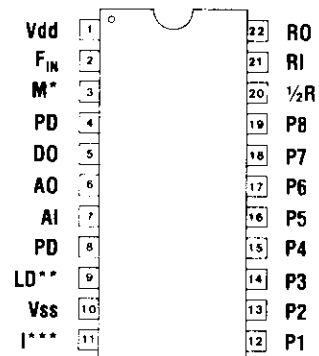 Vdd 1 22 RO
F_IN 2 21 RI
M* 3 20 ½R
PD 4 19 P8
DO 5 18 P7
AO 6 17 P6
AI 7 16 P5
PD 8 15 P4
LD** 9 14 P3
Vss 10 13 P2
I*** 11 12 P1